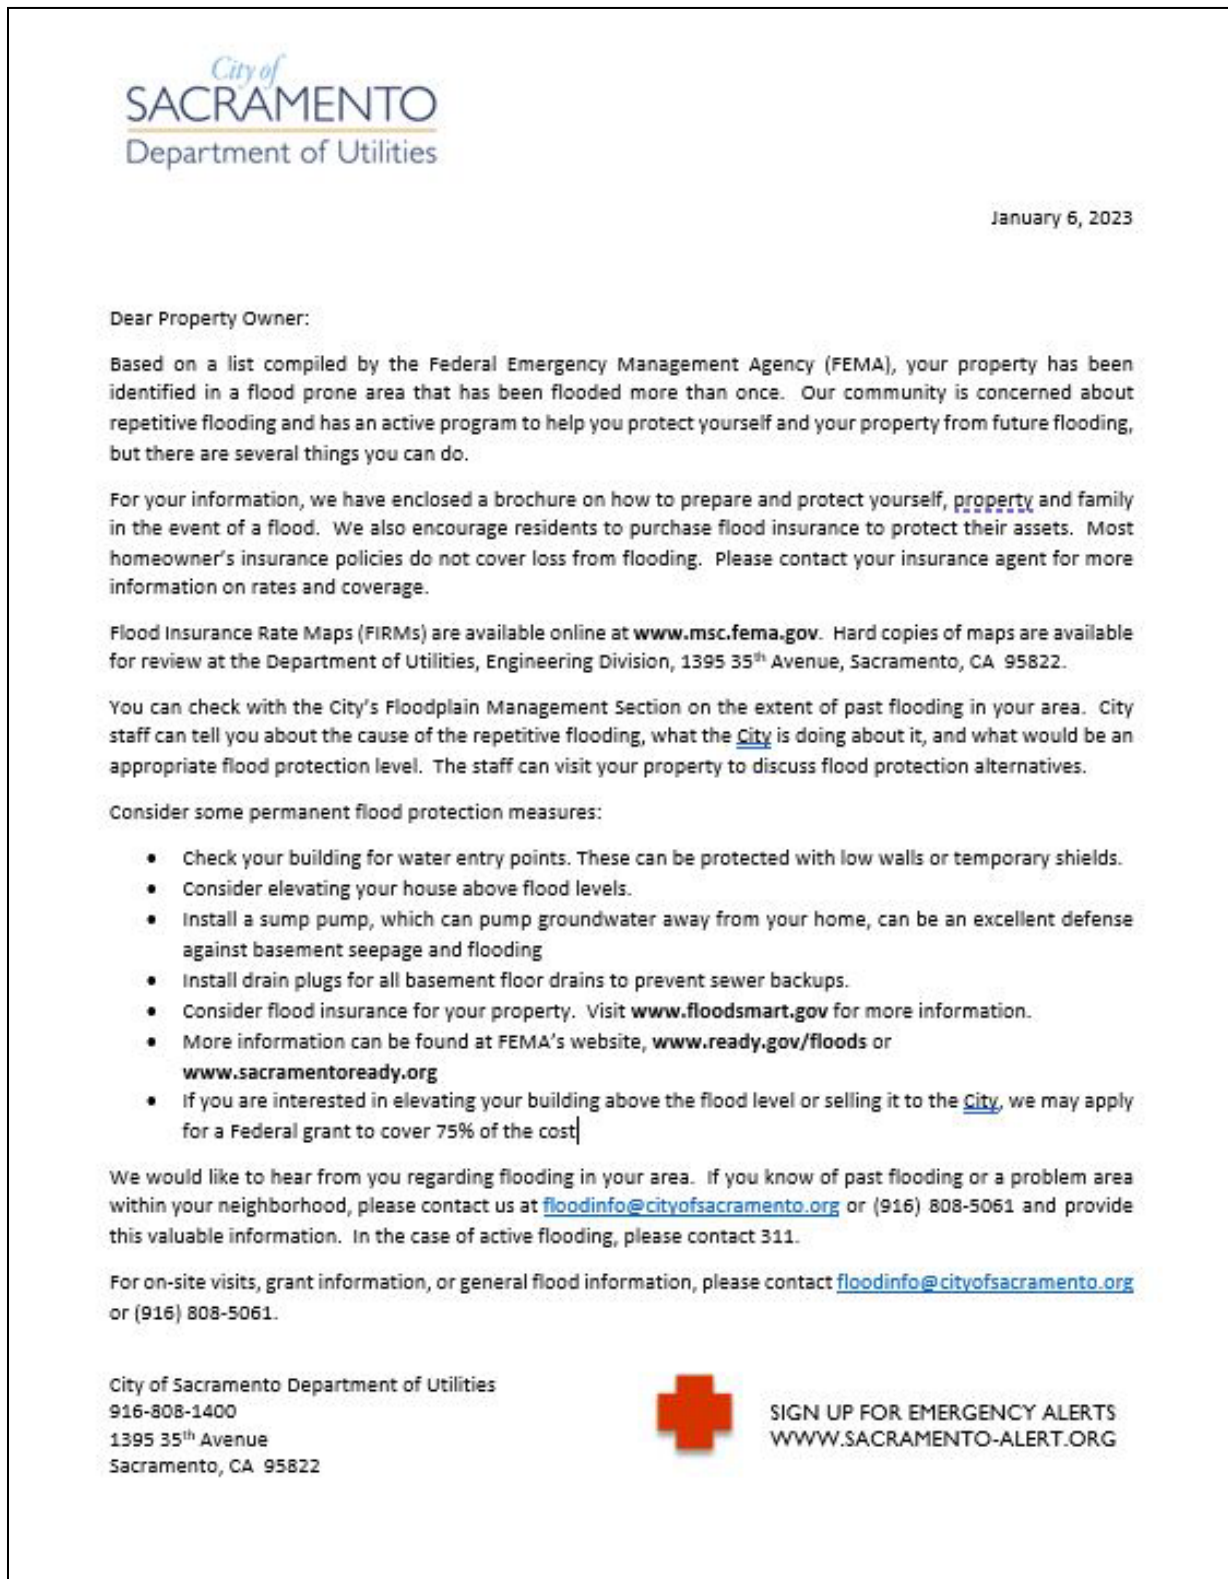 City of
SACRAMENTO
Department of Utilities
January 6, 2023
Dear Property Owner:
Based on a list compiled by the Federal Emergency Management Agency (FEMA), your property has been
identified in a flood prone area that has been flooded more than once.  Our community is concerned about
repetitive flooding and has an active program to help you protect yourself and your property from future flooding,
but there are several things you can do.
For your information, we have enclosed a brochure on how to prepare and protect yourself, property and family
in the event of a flood.  We also encourage residents to purchase flood insurance to protect their assets.  Most
homeowner's insurance policies do not cover loss from flooding.  Please contact your insurance agent for more
information on rates and coverage.
Flood Insurance Rate Maps (FIRMs) are available online at www.msc.fema.gov.  Hard copies of maps are available
for review at the Department of Utilities, Engineering Division, 1395 35th Avenue, Sacramento, CA  95822.
You can check with the City's Floodplain Management Section on the extent of past flooding in your area.  City
staff can tell you about the cause of the repetitive flooding, what the City is doing about it, and what would be an
appropriate flood protection level.  The staff can visit your property to discuss flood protection alternatives.
Consider some permanent flood protection measures:
• Check your building for water entry points. These can be protected with low walls or temporary shields.
• Consider elevating your house above flood levels.
• Install a sump pump, which can pump groundwater away from your home, can be an excellent defense
against basement seepage and flooding
• Install drain plugs for all basement floor drains to prevent sewer backups.
• Consider flood insurance for your property.  Visit www.floodsmart.gov for more information.
• More information can be found at FEMA's website, www.ready.gov/floods or
www.sacramentoready.org
• If you are interested in elevating your building above the flood level or selling it to the City, we may apply
for a Federal grant to cover 75% of the cost
We would like to hear from you regarding flooding in your area.  If you know of past flooding or a problem area
within your neighborhood, please contact us at floodinfo@cityofsacramento.org or (916) 808-5061 and provide
this valuable information.  In the case of active flooding, please contact 311.
For on-site visits, grant information, or general flood information, please contact floodinfo@cityofsacramento.org
or (916) 808-5061.
City of Sacramento Department of Utilities
916-808-1400
1395 35th Avenue
Sacramento, CA  95822
SIGN UP FOR EMERGENCY ALERTS
WWW.SACRAMENTO-ALERT.ORG